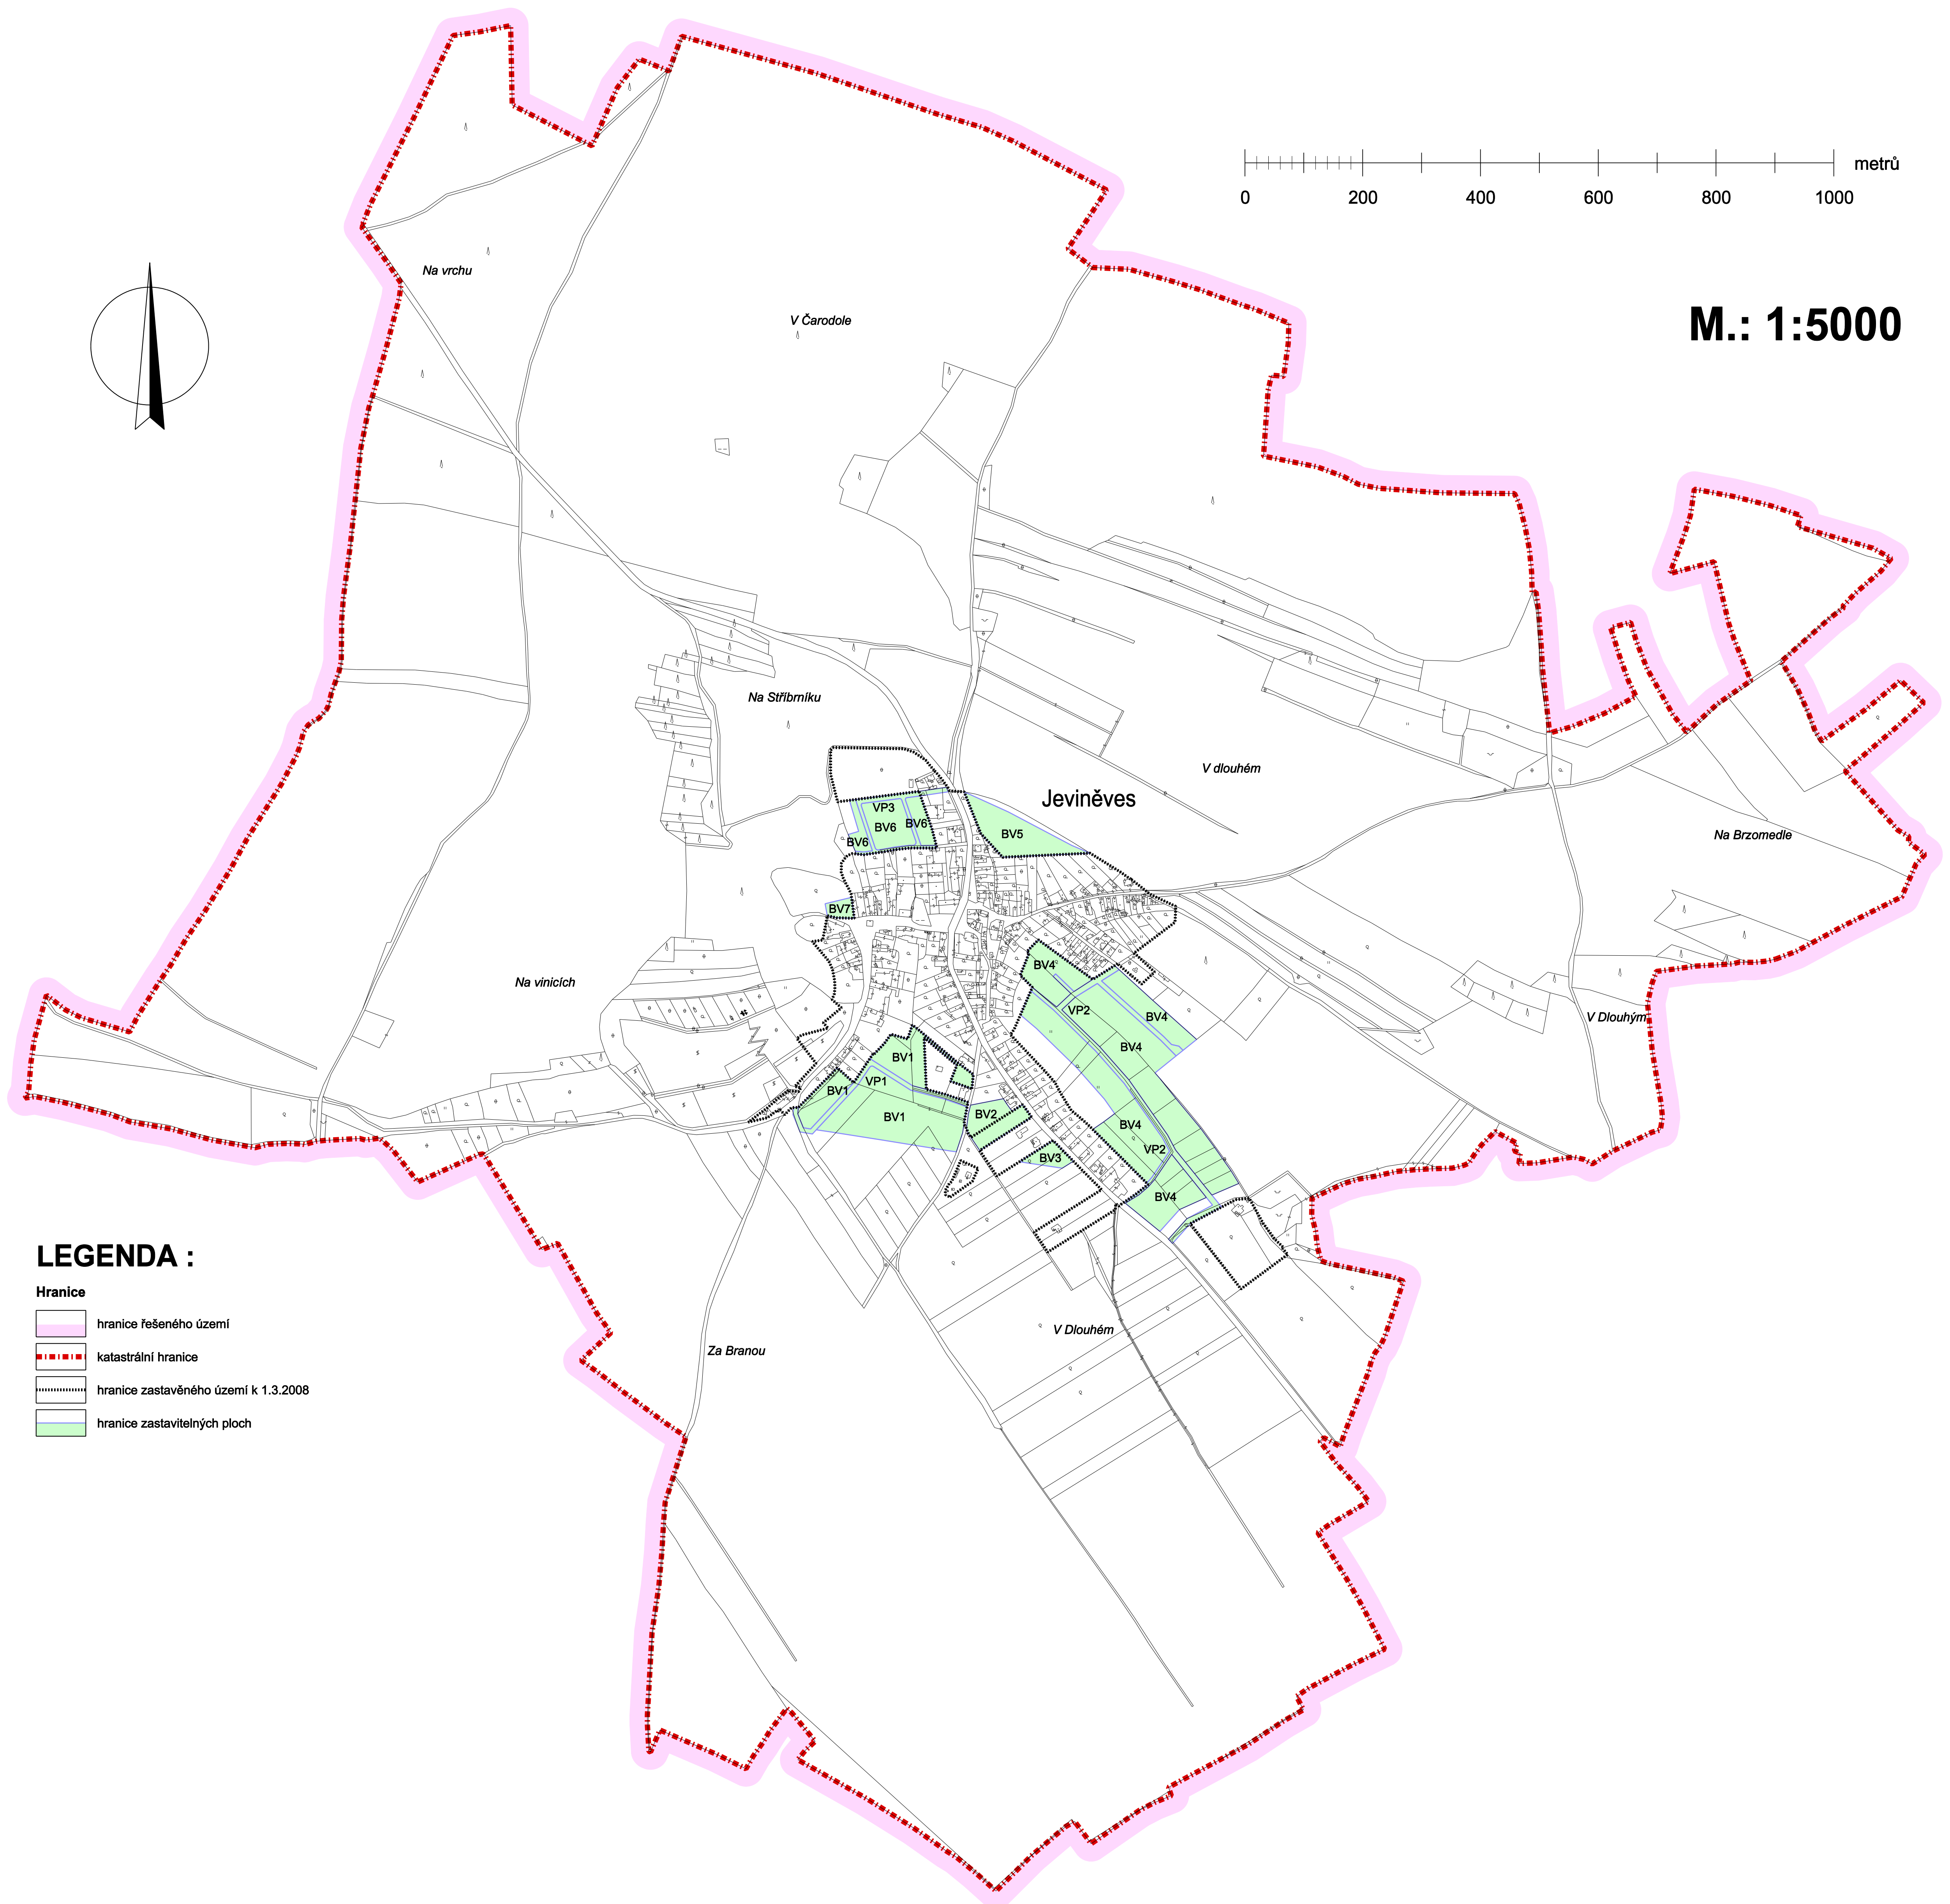 metrů
0 200 400 600 800 1000
Na vrchu
V Čarodole
M.: 1:5000
Na Stříbrníku
V dlouhém
Jeviněves
VP3
BV6 BV6
BV6
BV5
Na Brzomedle
BV7
BV4
Na vinicích
VP2
BV4
V Dlouhým
BV4
BV1
VP1
BV1
BV1
BV2
BV4
VP2
BV3
BV4
LEGENDA :
Hranice
hranice řešeného území
V Dlouhém
Za Branou
katastrální hranice
hranice zastavěného území k 1.3.2008
hranice zastavitelných ploch